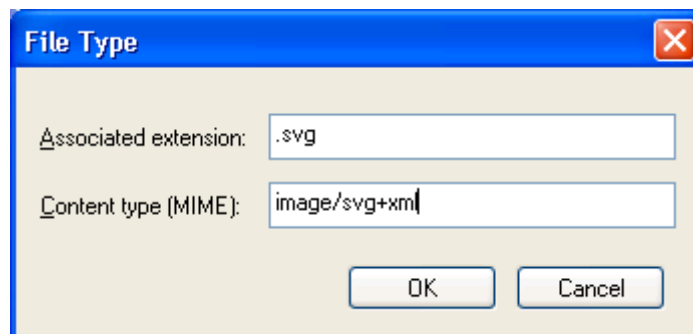 File Type
Associated extension: .svg
Content type (MIME): image/svg+xml
OK Cancel